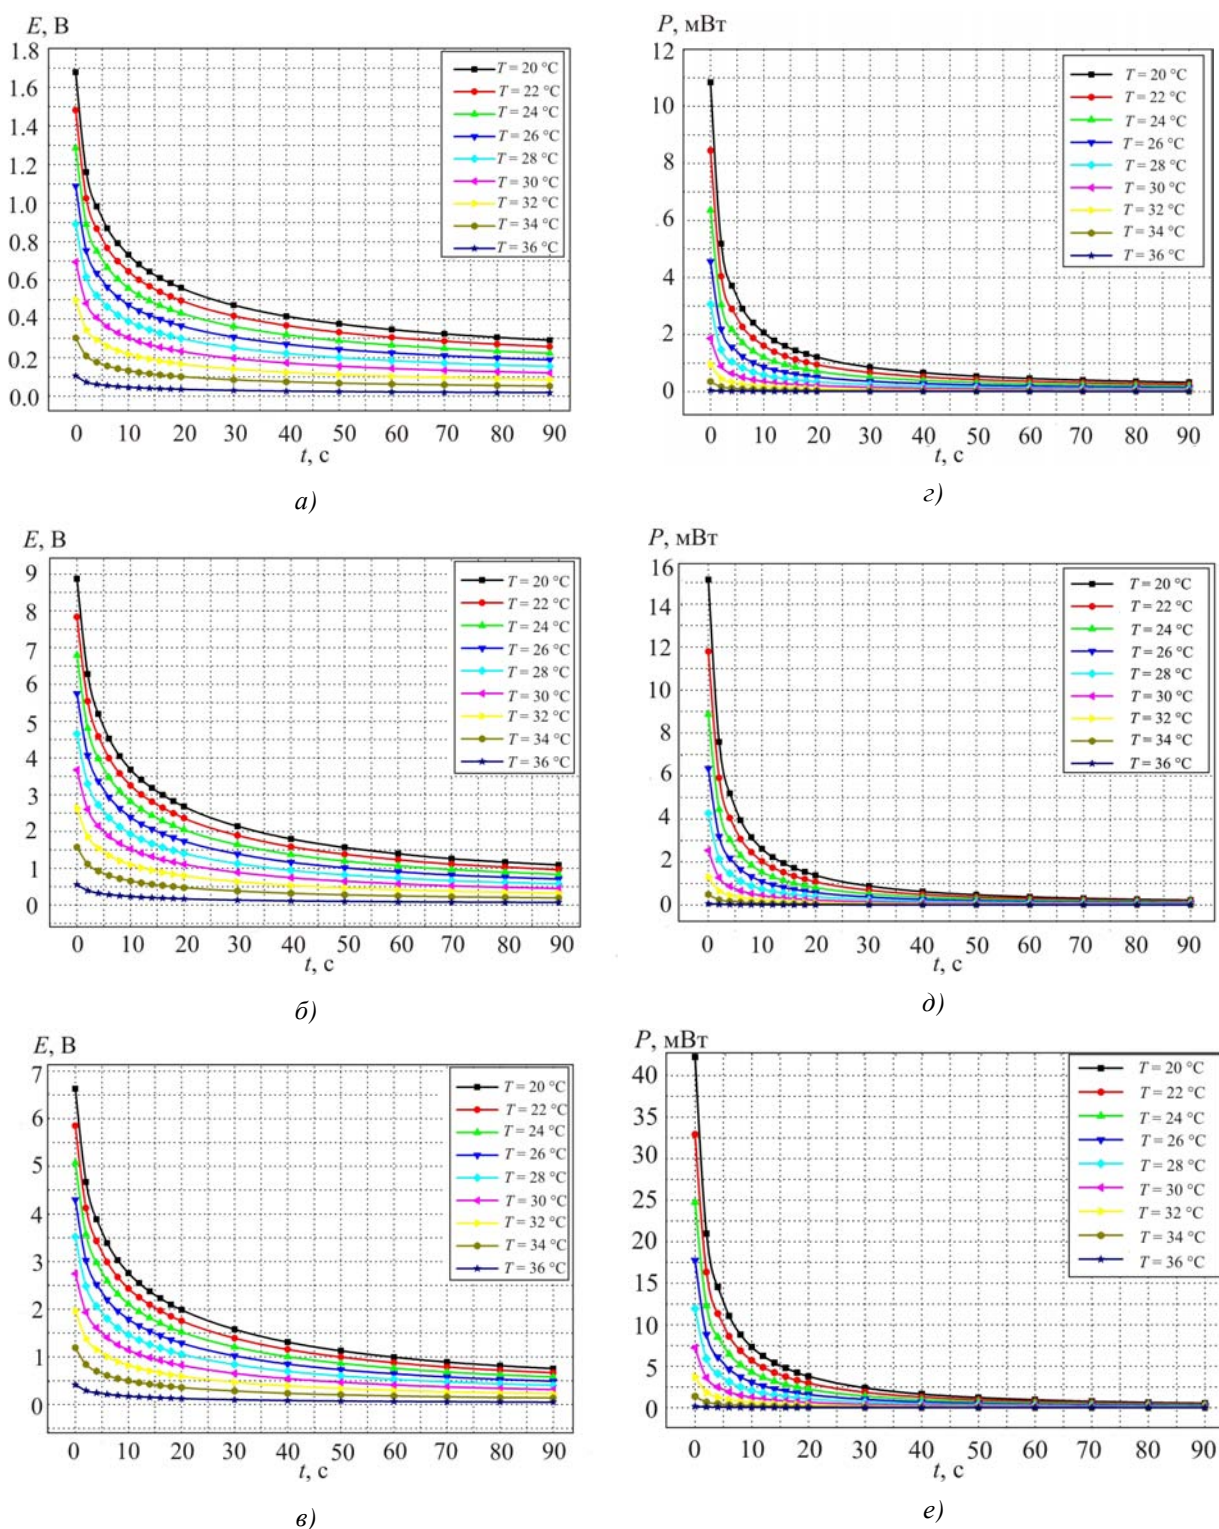 E, В
1.8
1.6
1.4
1.2
1.0
0.8
0.6
0.4
0.2
0.0
T = 20 °C
T = 22 °C
T = 24 °C
T = 26 °C
T = 28 °C
T = 30 °C
T = 32 °C
T = 34 °C
T = 36 °C
0 10 20 30 40 50 60 70 80 90
t, с
а)
P, мВт
12
10
8
6
4
2
0
T = 20 °C
T = 22 °C
T = 24 °C
T = 26 °C
T = 28 °C
T = 30 °C
T = 32 °C
T = 34 °C
T = 36 °C
0 10 20 30 40 50 60 70 80 90
t, с
г)
E, В
9
8
7
6
5
4
3
2
1
0
T = 20 °C
T = 22 °C
T = 24 °C
T = 26 °C
T = 28 °C
T = 30 °C
T = 32 °C
T = 34 °C
T = 36 °C
0 10 20 30 40 50 60 70 80 90
t, с
б)
P, мВт
16
14
12
10
8
6
4
2
0
T = 20 °C
T = 22 °C
T = 24 °C
T = 26 °C
T = 28 °C
T = 30 °C
T = 32 °C
T = 34 °C
T = 36 °C
0 10 20 30 40 50 60 70 80 90
t, с
д)
E, В
7
6
5
4
3
2
1
0
T = 20 °C
T = 22 °C
T = 24 °C
T = 26 °C
T = 28 °C
T = 30 °C
T = 32 °C
T = 34 °C
T = 36 °C
0 10 20 30 40 50 60 70 80 90
t, с
в)
P, мВт
40
35
30
25
20
15
10
5
0
T = 20 °C
T = 22 °C
T = 24 °C
T = 26 °C
T = 28 °C
T = 30 °C
T = 32 °C
T = 34 °C
T = 36 °C
0 10 20 30 40 50 60 70 80 90
t, с
е)